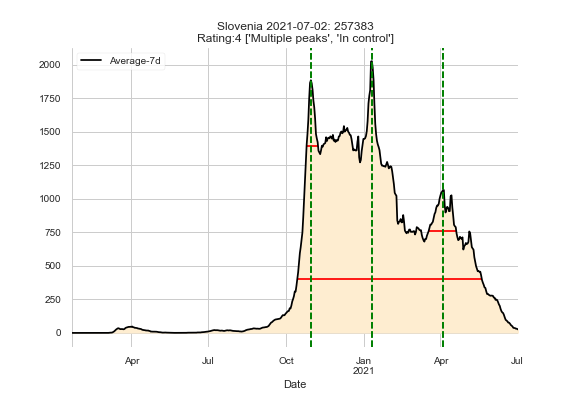 Slovenia 2021-07-02: 257383
Rating:4 ['Multiple peaks', 'In control']
Average-7d
2000
1750
1500
1250
1000
750
500
250
0
Apr
Jul
Oct
Jan
2021
Apr
Jul
Date